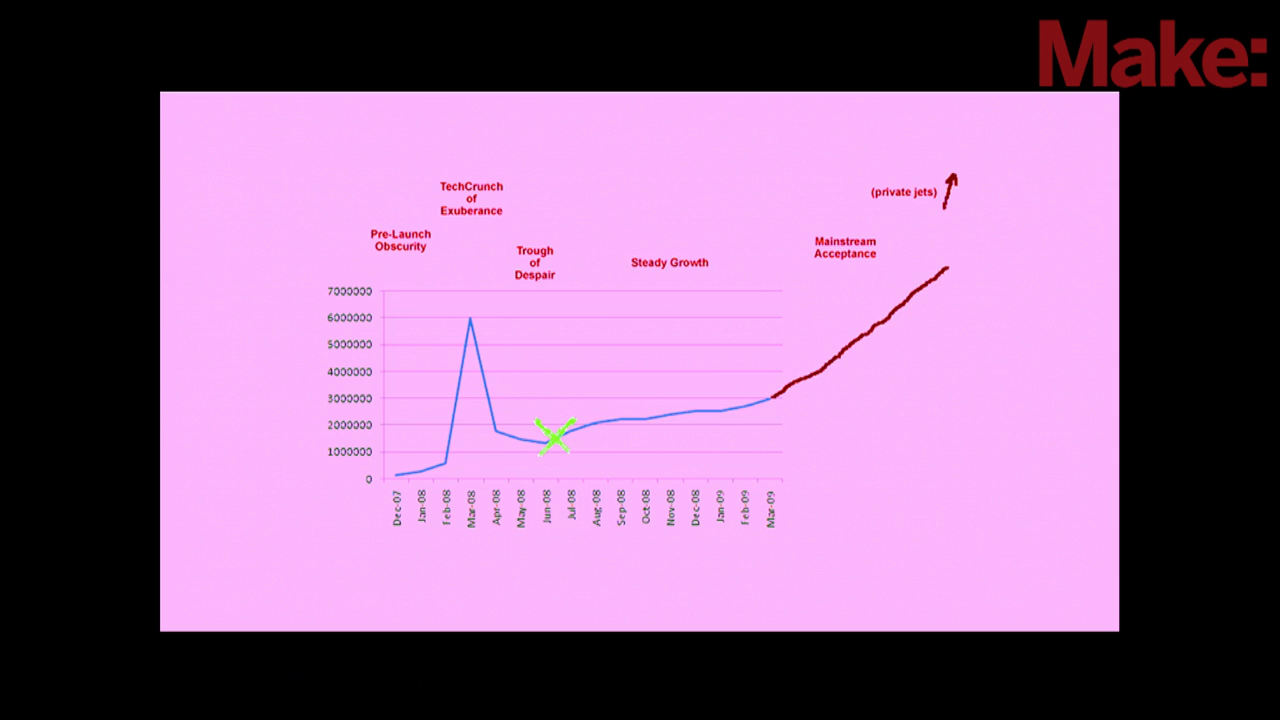 Make:
TechCrunch
of
Exuberance
(private jets)
Pre-Launch
Obscurity
Trough
of
Despair
Steady Growth
Mainstream
Acceptance
7000000
6000000
5000000
4000000
3000000
2000000
1000000
0
Dec-07
Jan-08
Feb-08
Mar-08
Apr-08
May-08
Jun-08
Jul-08
Aug-08
Sep-08
Oct-08
Nov-08
Dec-08
Jan-09
Feb-09
Mar-09